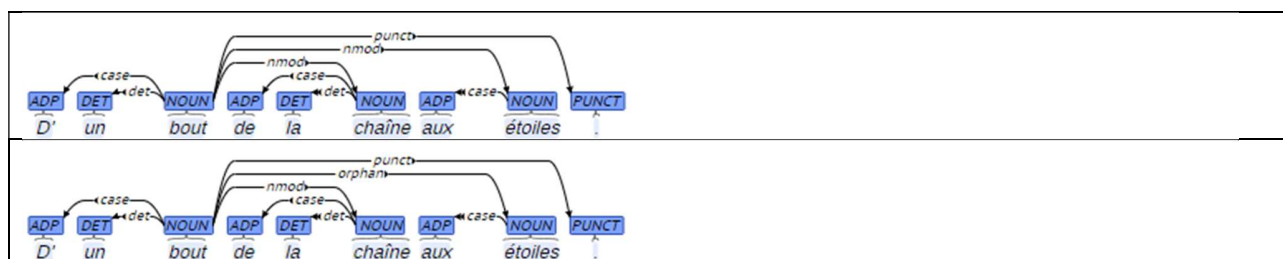 punct
nmod
nmod
case case
det det case
ADP DET NOUN ADP DET NOUN ADP NOUN PUNCT
D' un bout de la chaîne aux étoiles .
punct
orphan
nmod
case case
det det case
ADP DET NOUN ADP DET NOUN ADP NOUN PUNCT
D' un bout de la chaîne aux étoiles .